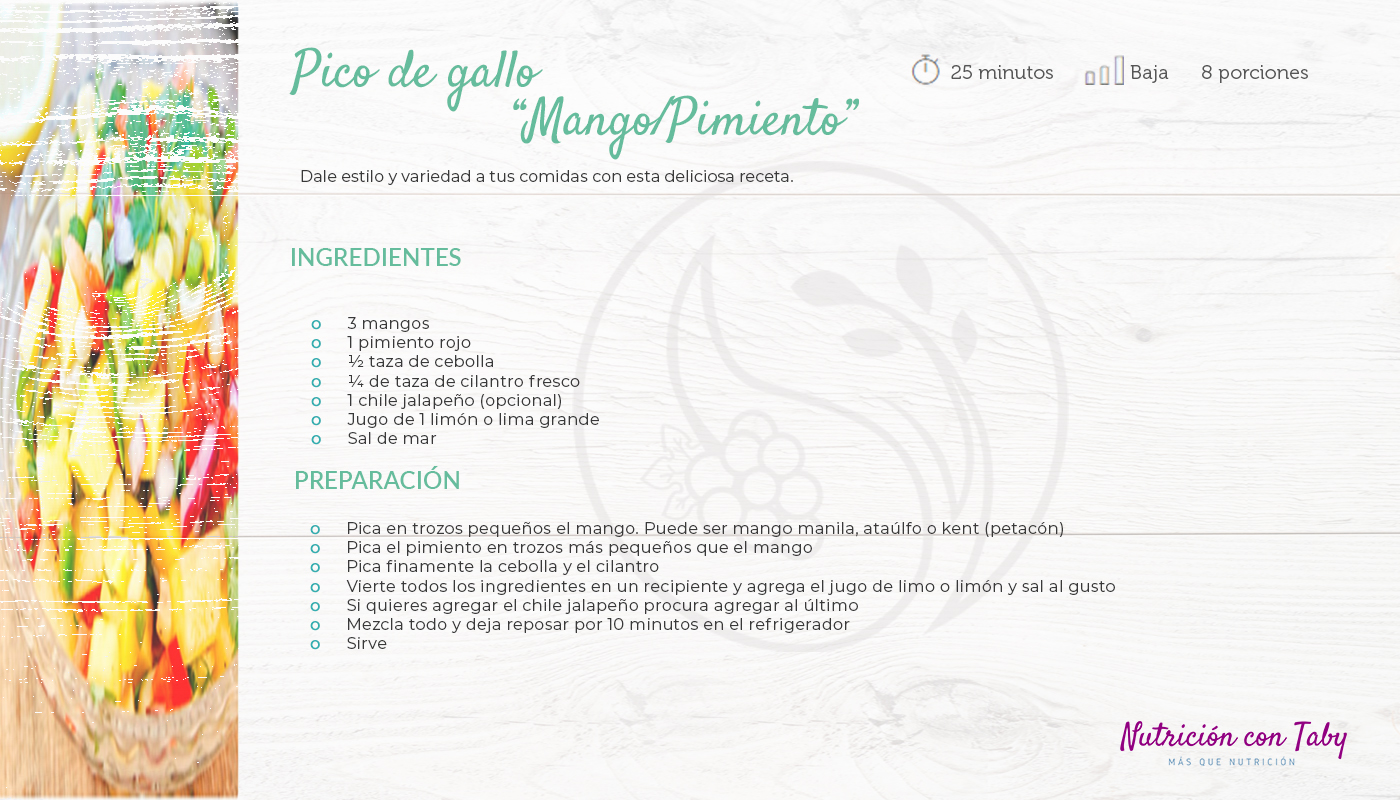 Pico de gallo
“Mango/Pimiento”
25 minutos
Baja
8 porciones
Dale estilo y variedad a tus comidas con esta deliciosa receta.
INGREDIENTES
o 3 mangos
o 1 pimiento rojo
o ½ taza de cebolla
o ¼ de taza de cilantro fresco
o 1 chile jalapeño (opcional)
o Jugo de 1 limón o lima grande
o Sal de mar
PREPARACIÓN
o Pica en trozos pequeños el mango. Puede ser mango manila, ataúlfo o kent (petacón)
o Pica el pimiento en trozos más pequeños que el mango
o Pica finamente la cebolla y el cilantro
o Vierte todos los ingredientes en un recipiente y agrega el jugo de limo o limón y sal al gusto
o Si quieres agregar el chile jalapeño procura agregar al último
o Mezcla todo y deja reposar por 10 minutos en el refrigerador
o Sirve
Nutrición con Taby
MÁS QUE NUTRICIÓN